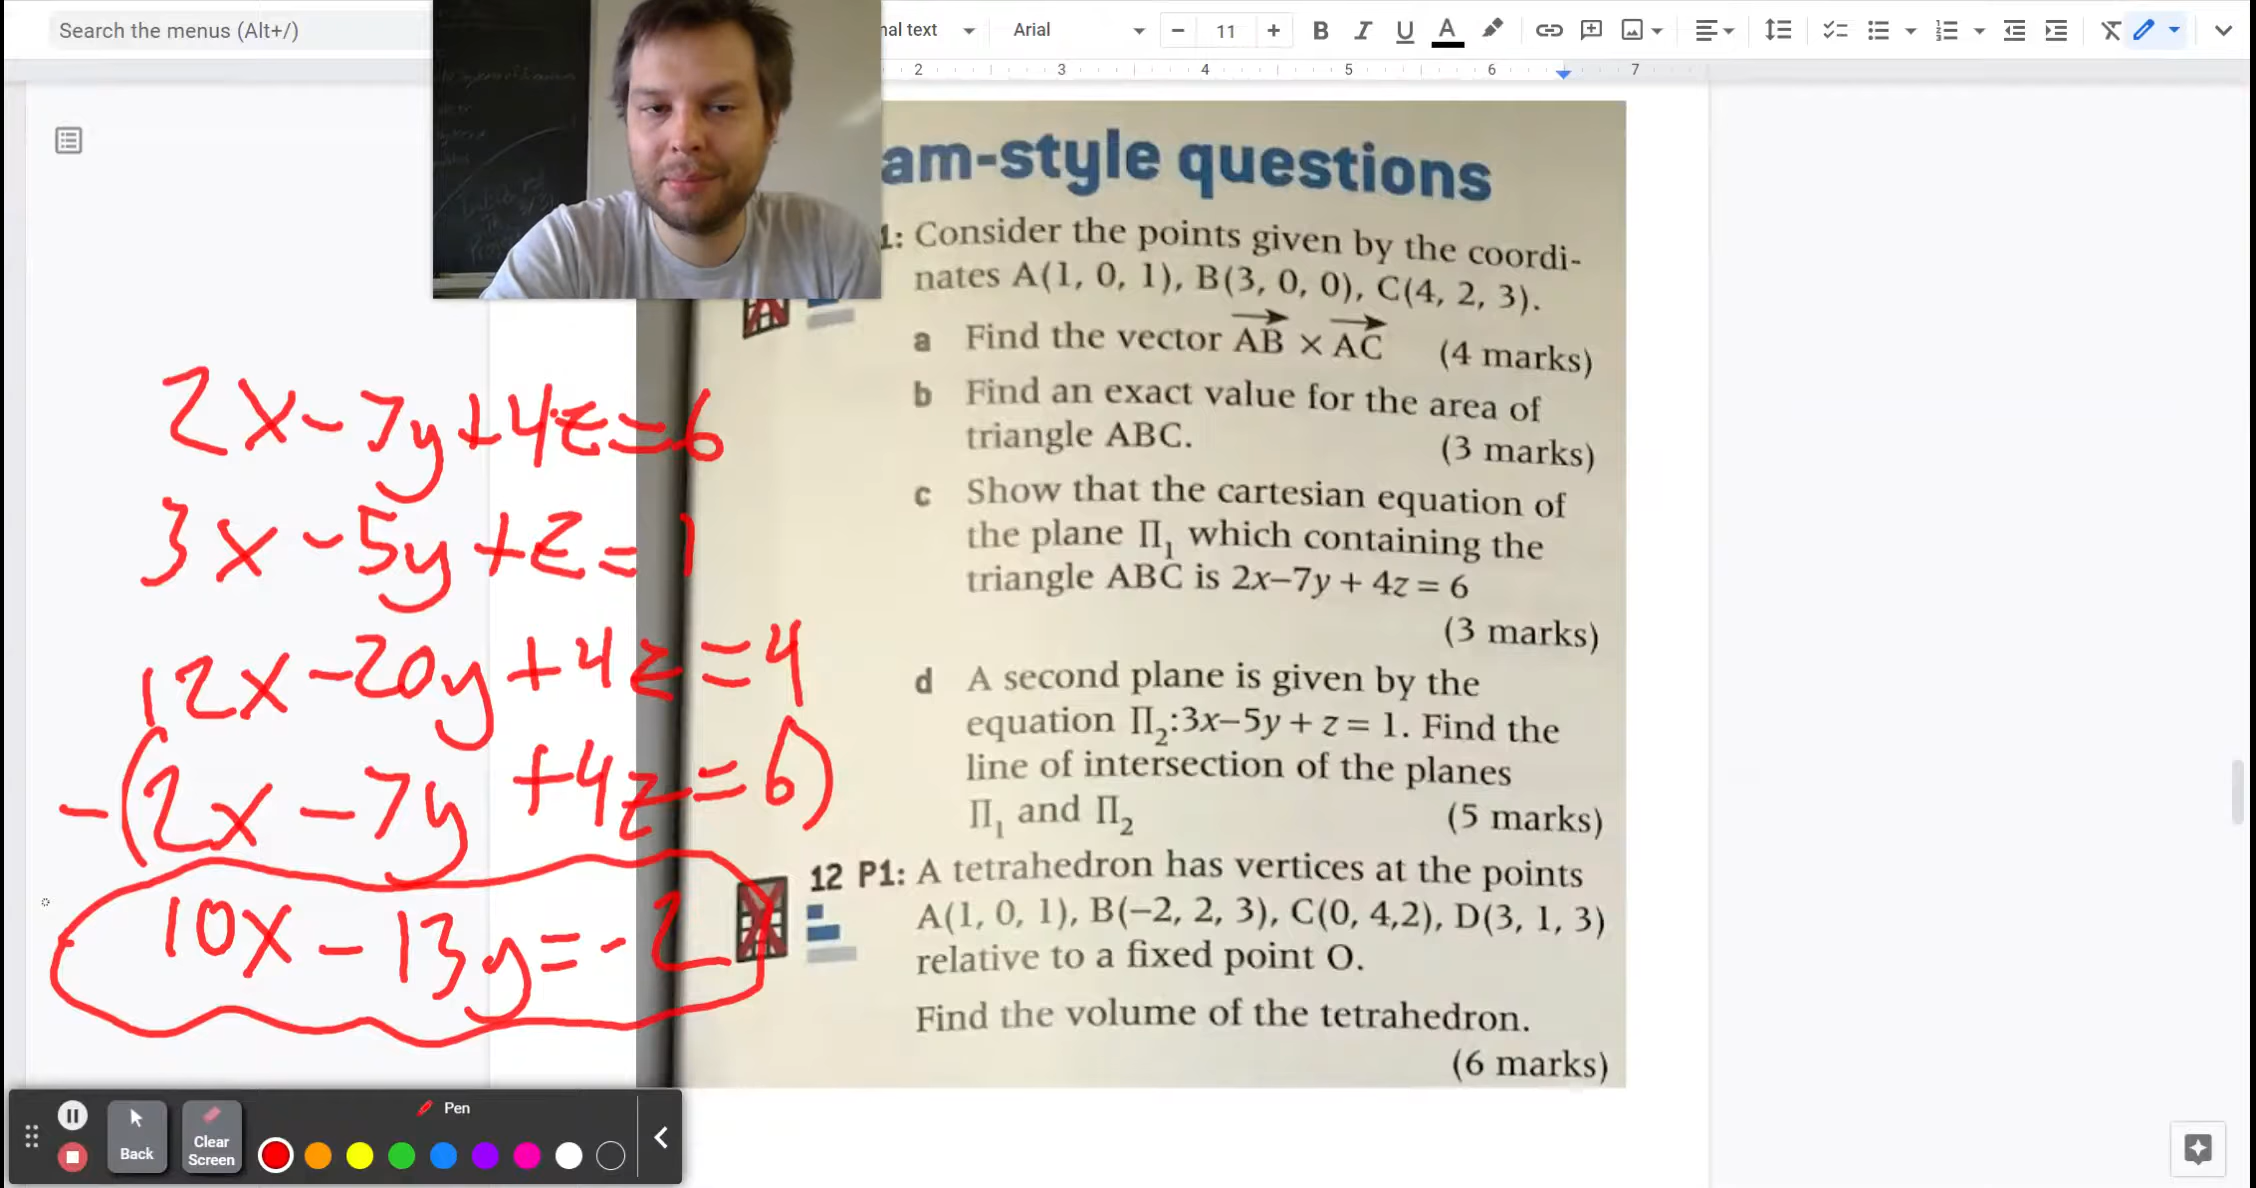 Search the menus (Alt+/)
nal text
Arial
11
2 3 4 5 6 7
am-style questions
1: Consider the points given by the coordi-
nates A(1, 0, 1), B(3, 0, 0), C(4, 2, 3).
a Find the vector AB × AC (4 marks)
b Find an exact value for the area of
triangle ABC. (3 marks)
c Show that the cartesian equation of
the plane Π₁ which containing the
triangle ABC is 2x–7y + 4z = 6
(3 marks)
d A second plane is given by the
equation Π₂:3x–5y + z = 1. Find the
line of intersection of the planes
Π₁ and Π₂ (5 marks)
12 P1: A tetrahedron has vertices at the points
A(1, 0, 1), B(–2, 2, 3), C(0, 4,2), D(3, 1, 3)
relative to a fixed point O.
Find the volume of the tetrahedron.
(6 marks)
2x-7y+4z=6
3x-5y+z=1
12x-20y+4z=4
-(2x-7y+4z=6)
10x-13y=-2
Pen
Back
Clear
Screen